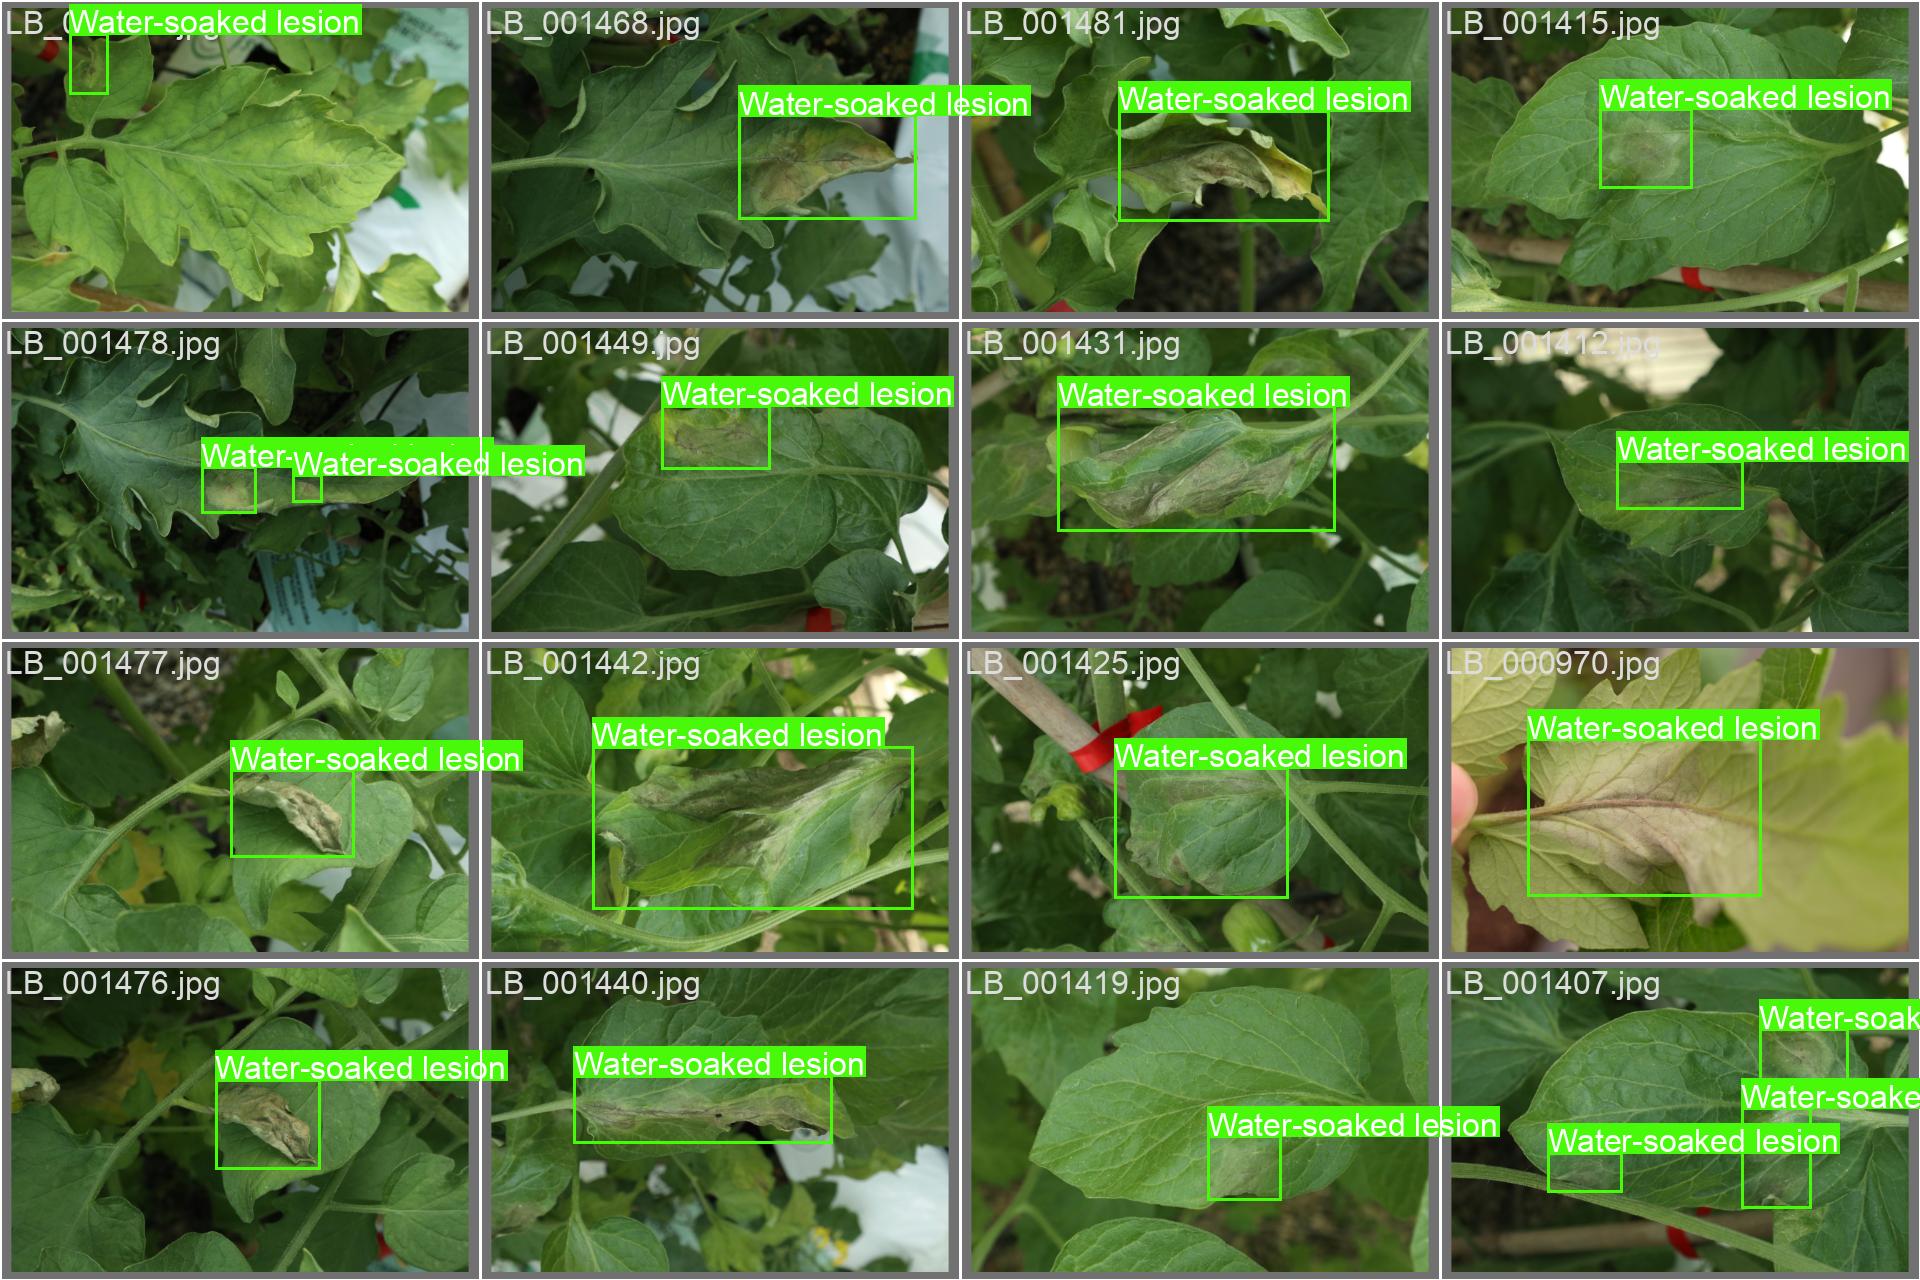 Water-soaked lesion
LB_001468.jpg
Water-soaked lesion
LB_001481.jpg
Water-soaked lesion
LB_001415.jpg
Water-soaked lesion
LB_001478.jpg
Water-
Water-soaked lesion
LB_001449.jpg
Water-soaked lesion
LB_001431.jpg
Water-soaked lesion
LB_001412.jpg
Water-soaked lesion
LB_001477.jpg
Water-soaked lesion
LB_001442.jpg
Water-soaked lesion
LB_001425.jpg
Water-soaked lesion
LB_000970.jpg
Water-soaked lesion
LB_001476.jpg
Water-soaked lesion
LB_001440.jpg
Water-soaked lesion
LB_001419.jpg
Water-soaked lesion
LB_001407.jpg
Water-soak
Water-soake
Water-soaked lesion